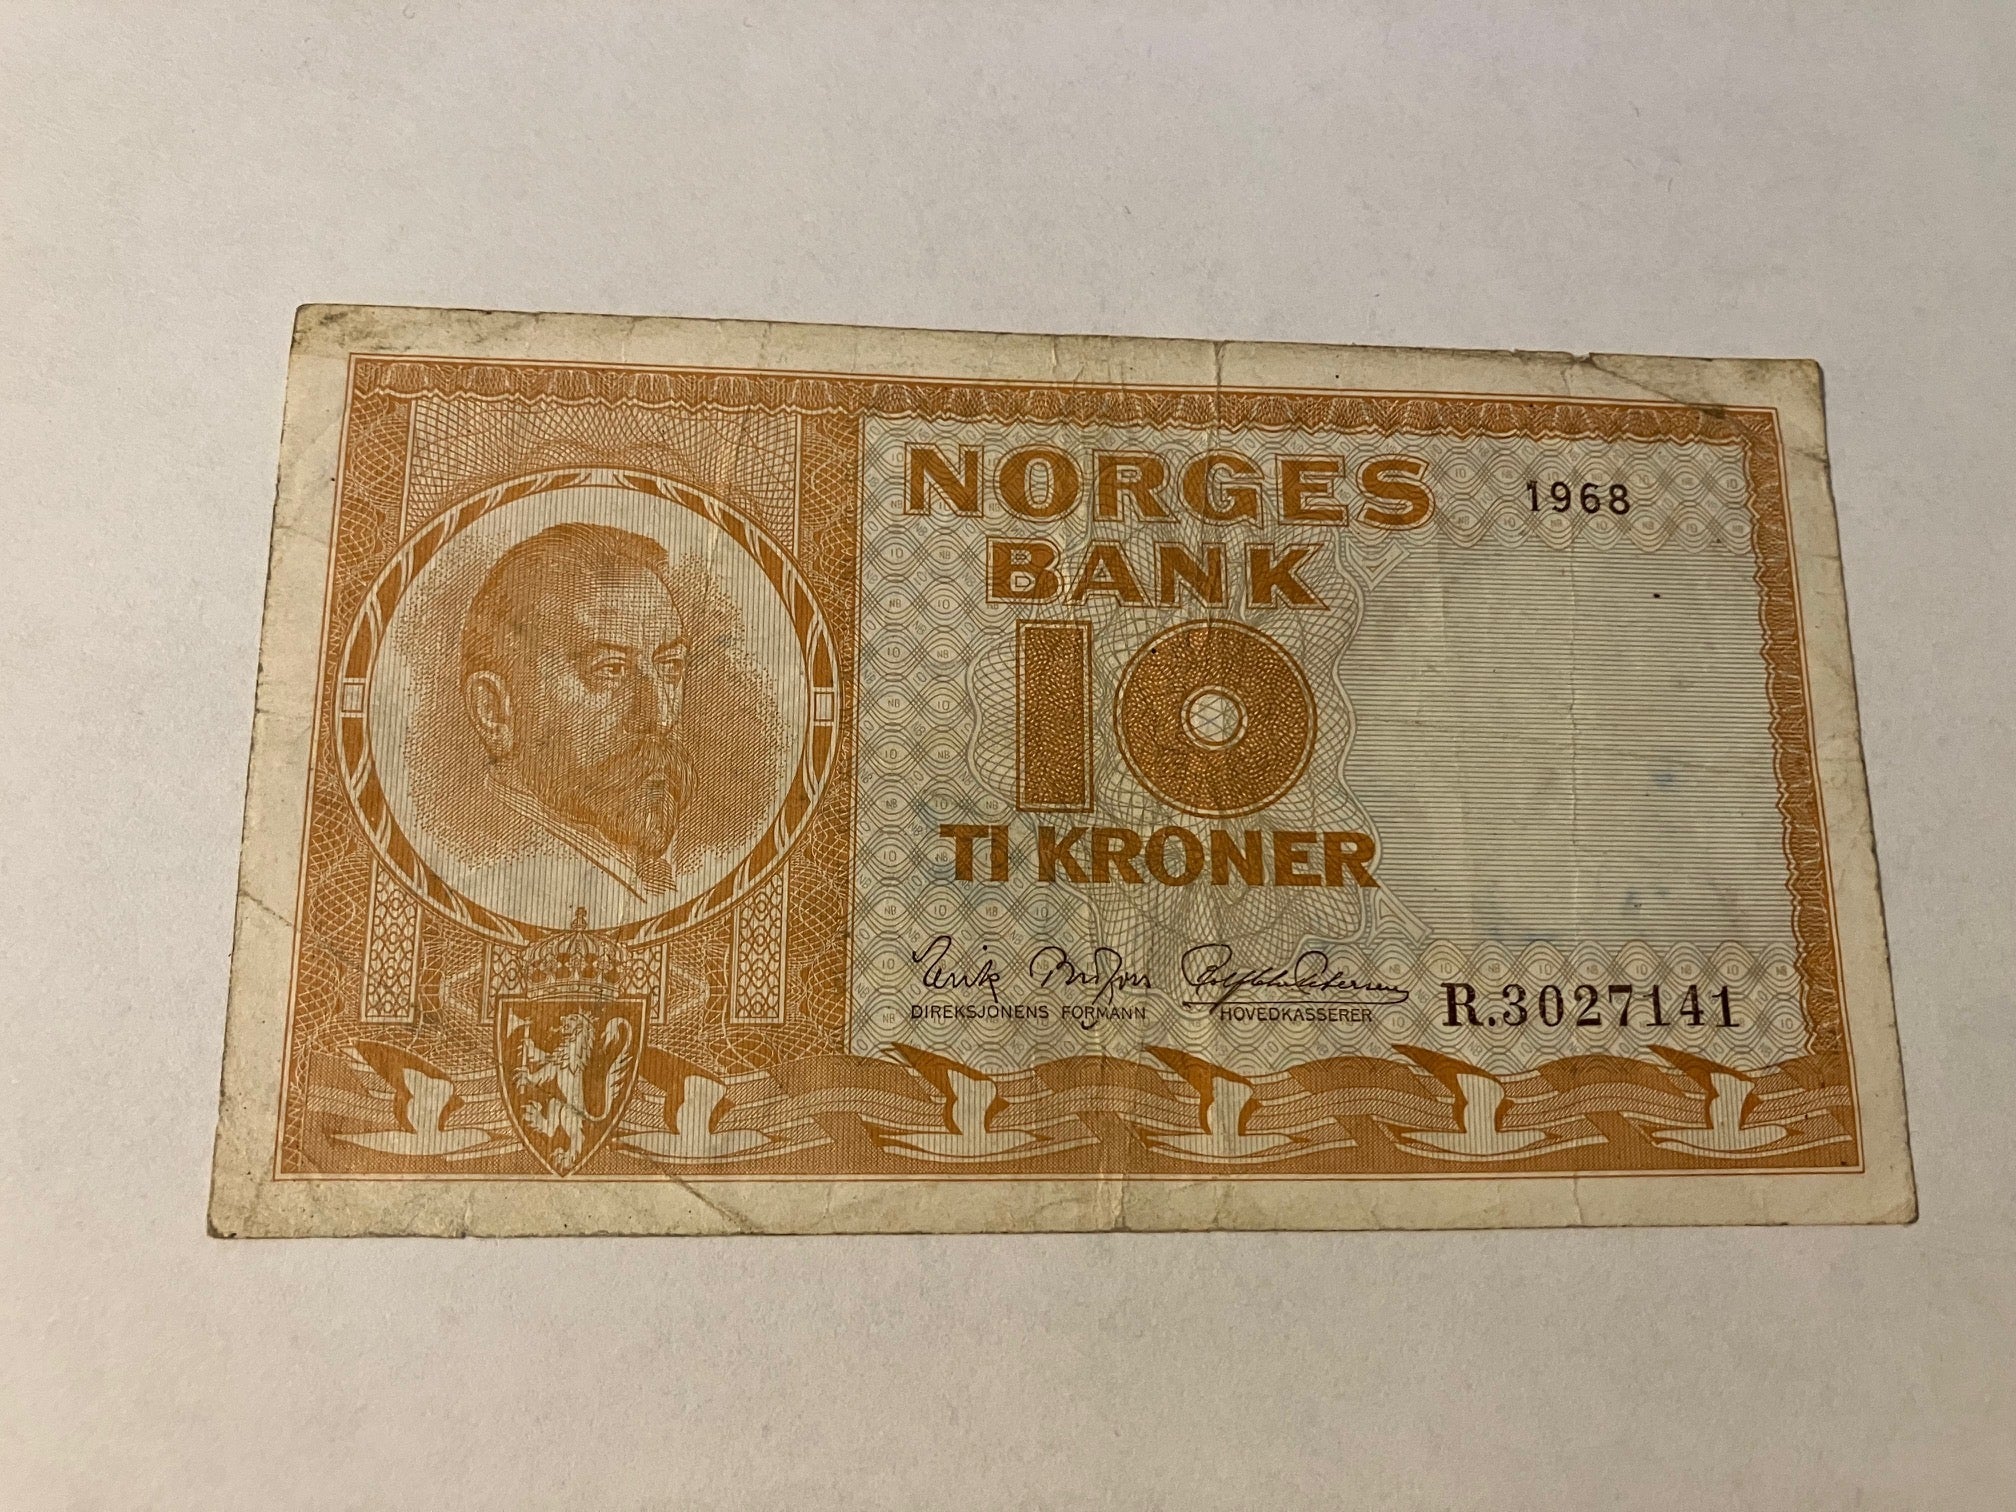 NORGES
1968
BANK
10
TI KRONER
DIREKSJONENS FORMANN
HOVEDKASSERER
R.3027141